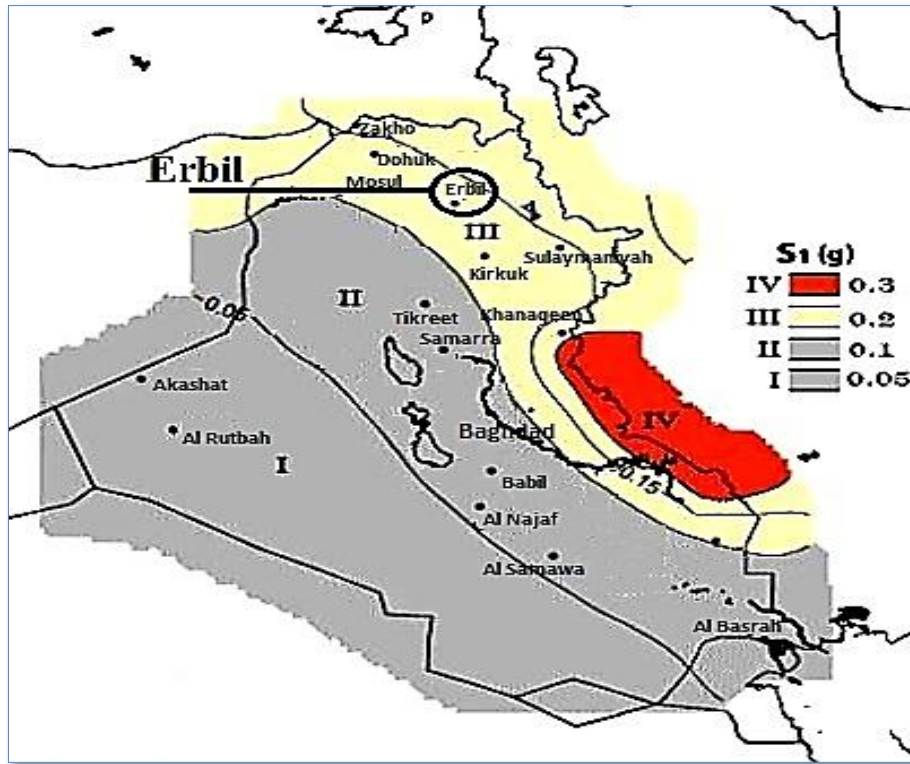 Zakho
Dohuk
Erbil
Mosul
Erbil
III
Sulaymaniyah
Kirkuk
S1 (g)
IV 0.3
III 0.2
II 0.1
I 0.05
II
0.05
Tikreet
Khanaqeen
Samarra
Akashat
IV
Al Rutbah
Baghdad
I
0.15
Babil
Al Najaf
Al Samawa
Al Basrah